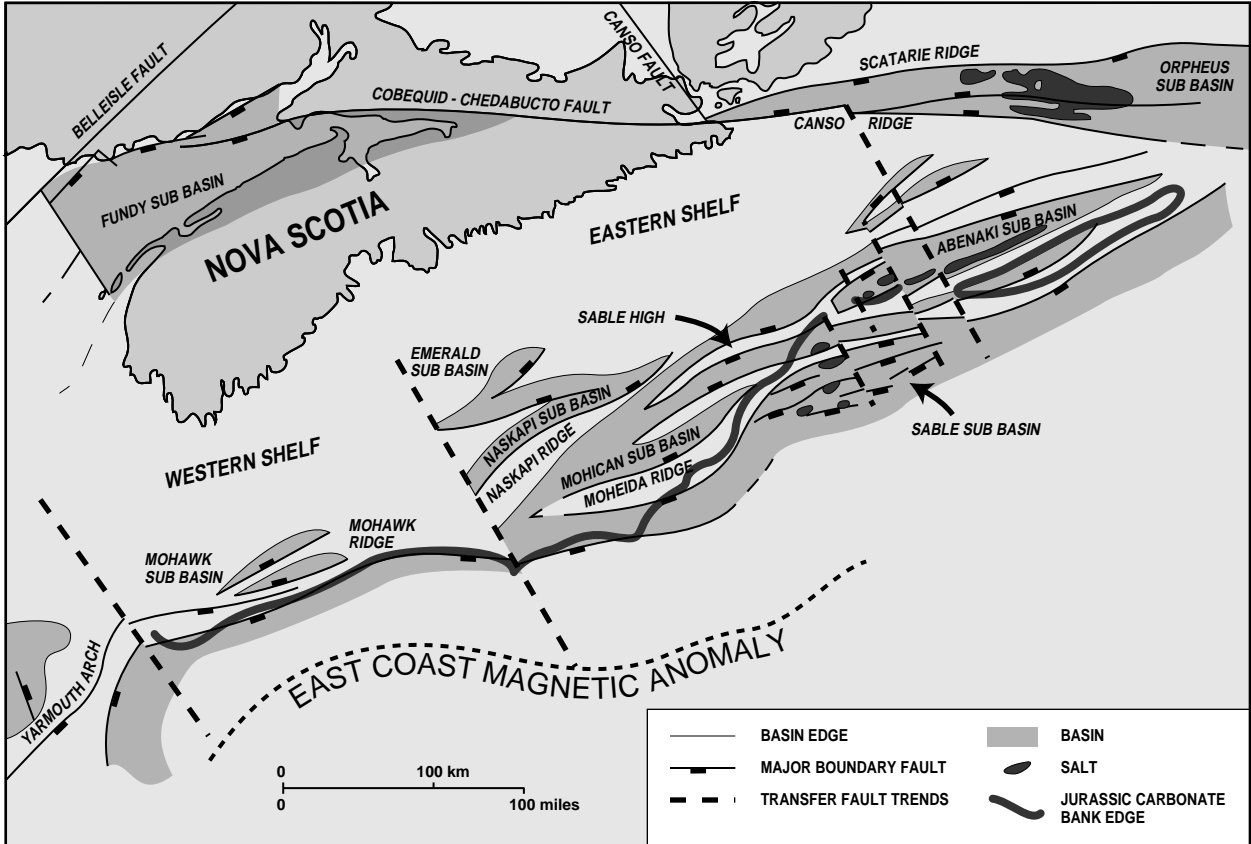 BELLEISLE FAULT
CANSO FAULT
SCATARIE RIDGE
ORPHEUS
SUB BASIN
COBEQUID - CHEDABUCTO FAULT
CANSO RIDGE
FUNDY SUB BASIN
NOVA SCOTIA
EASTERN SHELF
ABENAKI SUB BASIN
SABLE HIGH
EMERALD
SUB BASIN
NASKAPI SUB BASIN
NASKAPI RIDGE
SABLE SUB BASIN
MOHICAN SUB BASIN
MOHEIDA RIDGE
WESTERN SHELF
MOHAWK
RIDGE
MOHAWK
SUB BASIN
YARMOUTH ARCH
EAST COAST MAGNETIC ANOMALY
0 100 km
0 100 miles
BASIN EDGE
MAJOR BOUNDARY FAULT
TRANSFER FAULT TRENDS
BASIN
SALT
JURASSIC CARBONATE
BANK EDGE